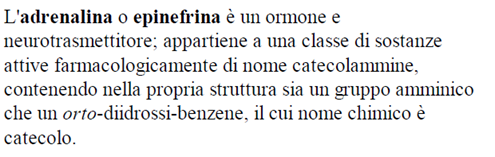 L'adrenalina o epinefrina è un ormone e
neurotrasmettitore; appartiene a una classe di sostanze
attive farmacologicamente di nome catecolammine,
contenendo nella propria struttura sia un gruppo amminico
che un orto-diidrossi-benzene, il cui nome chimico è
catecolo.